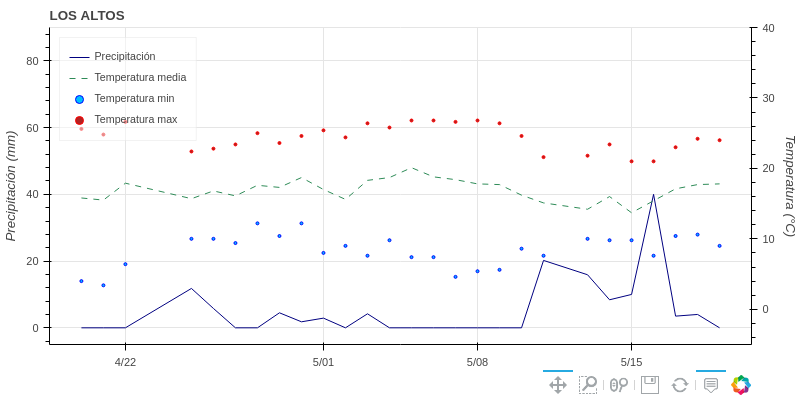 LOS ALTOS
Precipitación
Temperatura media
Temperatura min
Temperatura max
Precipitación (mm)
80
60
40
20
0
Temperatura (°C)
40
30
20
10
0
4/22
5/01
5/08
5/15